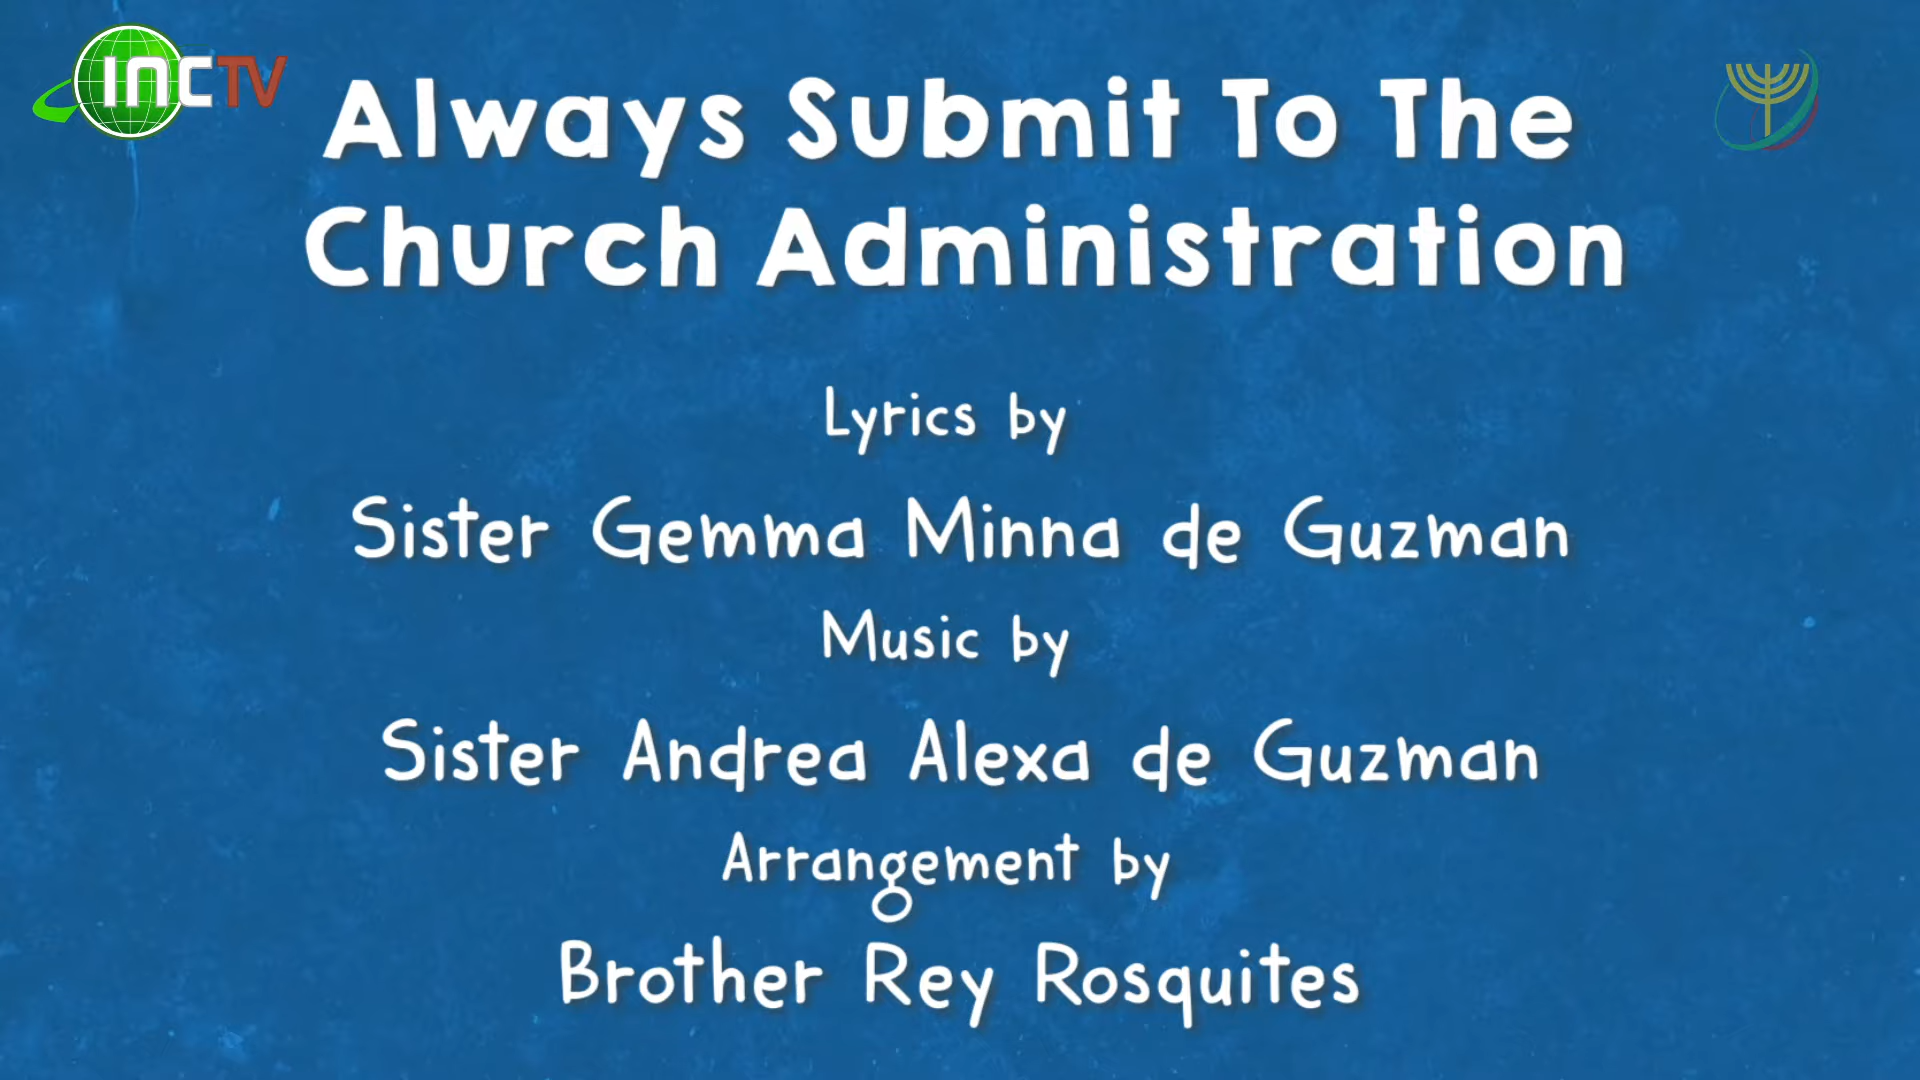 INCTV
Always Submit To The
Church Administration
Lyrics by
Sister Gemma Minna de Guzman
Music by
Sister Andrea Alexa de Guzman
Arrangement by
Brother Rey Rosquites